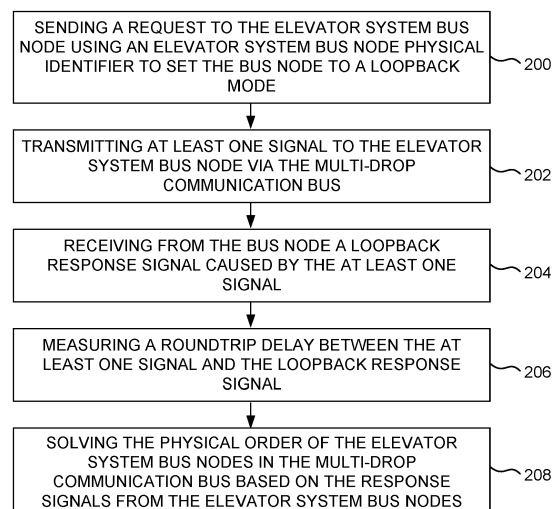 SENDING A REQUEST TO THE ELEVATOR SYSTEM BUS
NODE USING AN ELEVATOR SYSTEM BUS NODE PHYSICAL
IDENTIFIER TO SET THE BUS NODE TO A LOOPBACK
MODE
200
TRANSMITTING AT LEAST ONE SIGNAL TO THE ELEVATOR
SYSTEM BUS NODE VIA THE MULTI-DROP
COMMUNICATION BUS
202
RECEIVING FROM THE BUS NODE A LOOPBACK
RESPONSE SIGNAL CAUSED BY THE AT LEAST ONE
SIGNAL
204
MEASURING A ROUNDTRIP DELAY BETWEEN THE AT
LEAST ONE SIGNAL AND THE LOOPBACK RESPONSE
SIGNAL
206
SOLVING THE PHYSICAL ORDER OF THE ELEVATOR
SYSTEM BUS NODES IN THE MULTI-DROP
COMMUNICATION BUS BASED ON THE RESPONSE
SIGNALS FROM THE ELEVATOR SYSTEM BUS NODES
208